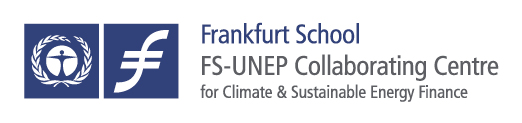 Frankfurt School
FS-UNEP Collaborating Centre
for Climate & Sustainable Energy Finance